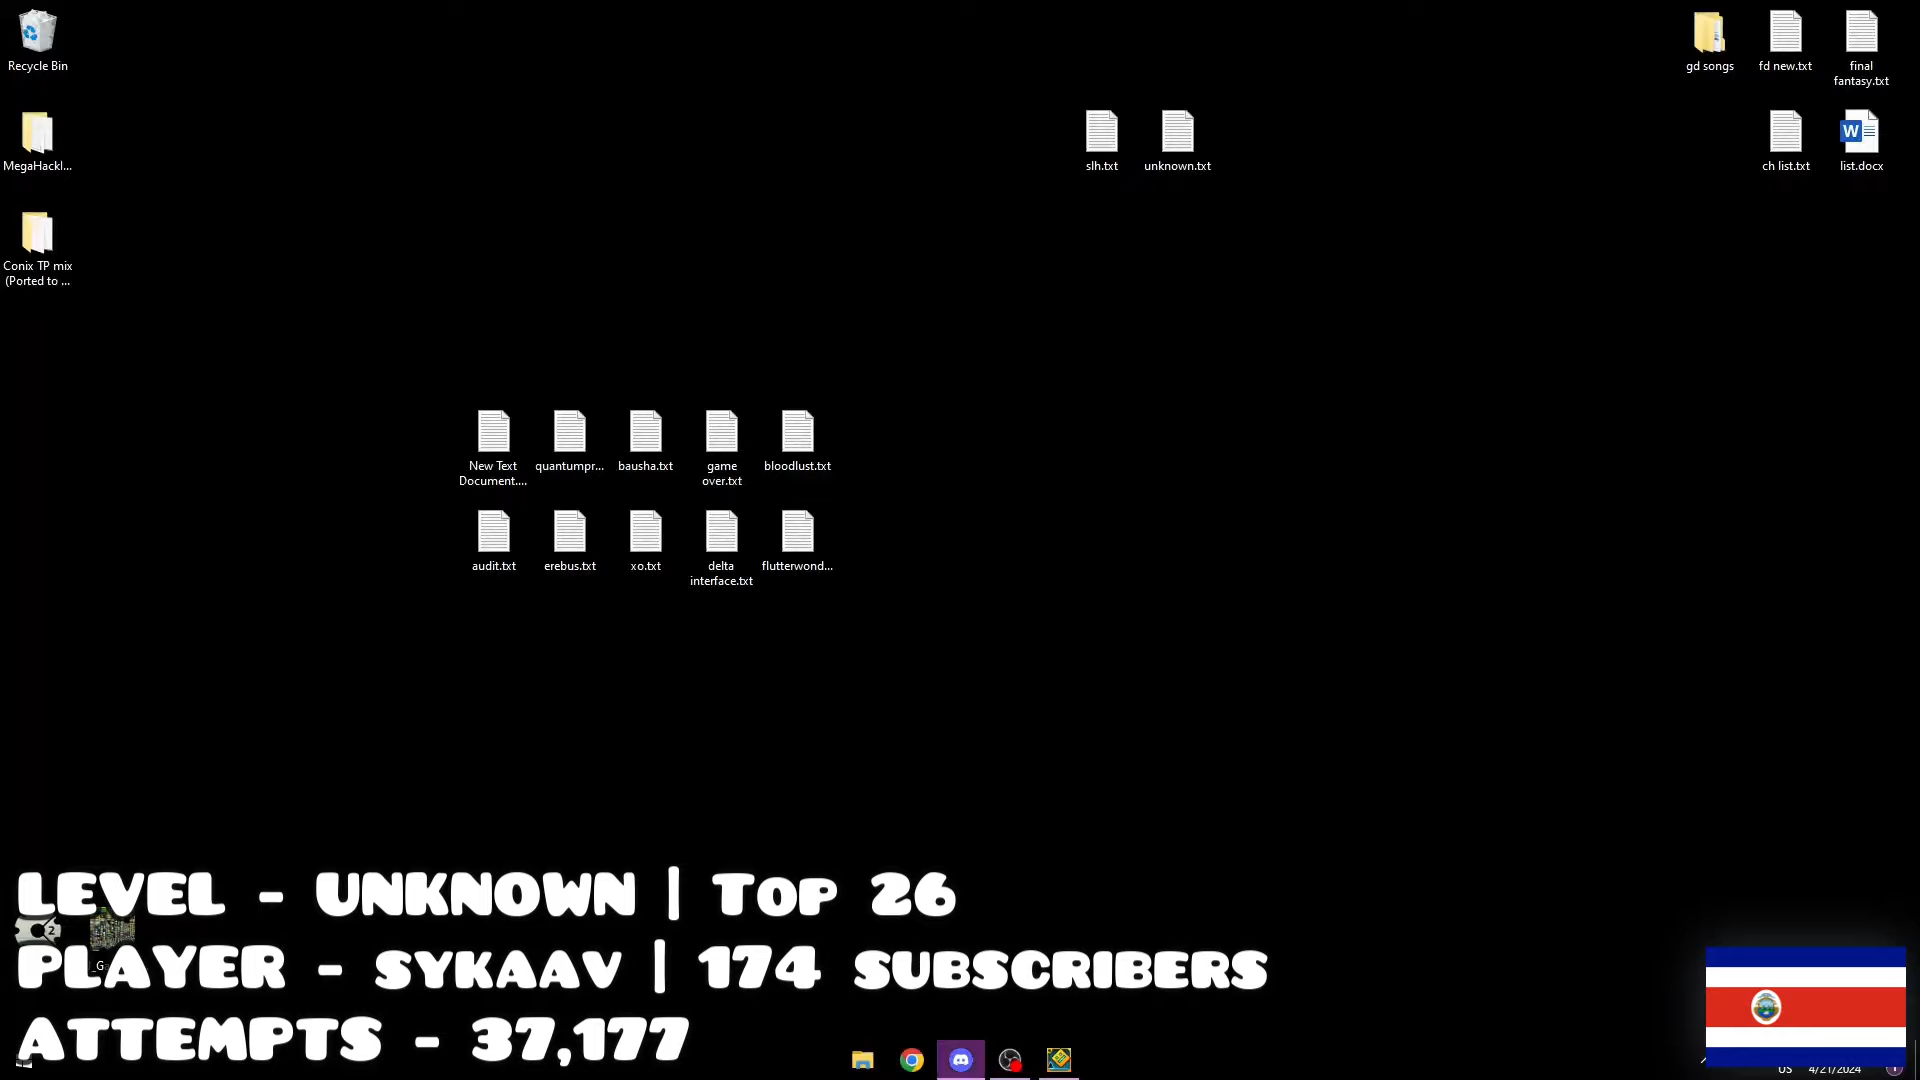 Recycle Bin
gd songs
fd new.txt
final
fantasy.txt
MegaHackl...
slh.txt
unknown.txt
ch list.txt
list.docx
W
Conix TP mix
(Ported to ...
New Text
Document....
quantumpr...
bausha.txt
game
over.txt
bloodlust.txt
audit.txt
erebus.txt
xo.txt
delta
interface.txt
flutterwond...
LEVEL - UNKNOWN | TOP 26
2
PLAYER - SYKAAV | 174 SUBSCRIBERS
ATTEMPTS - 37,177
US
4/21/2024